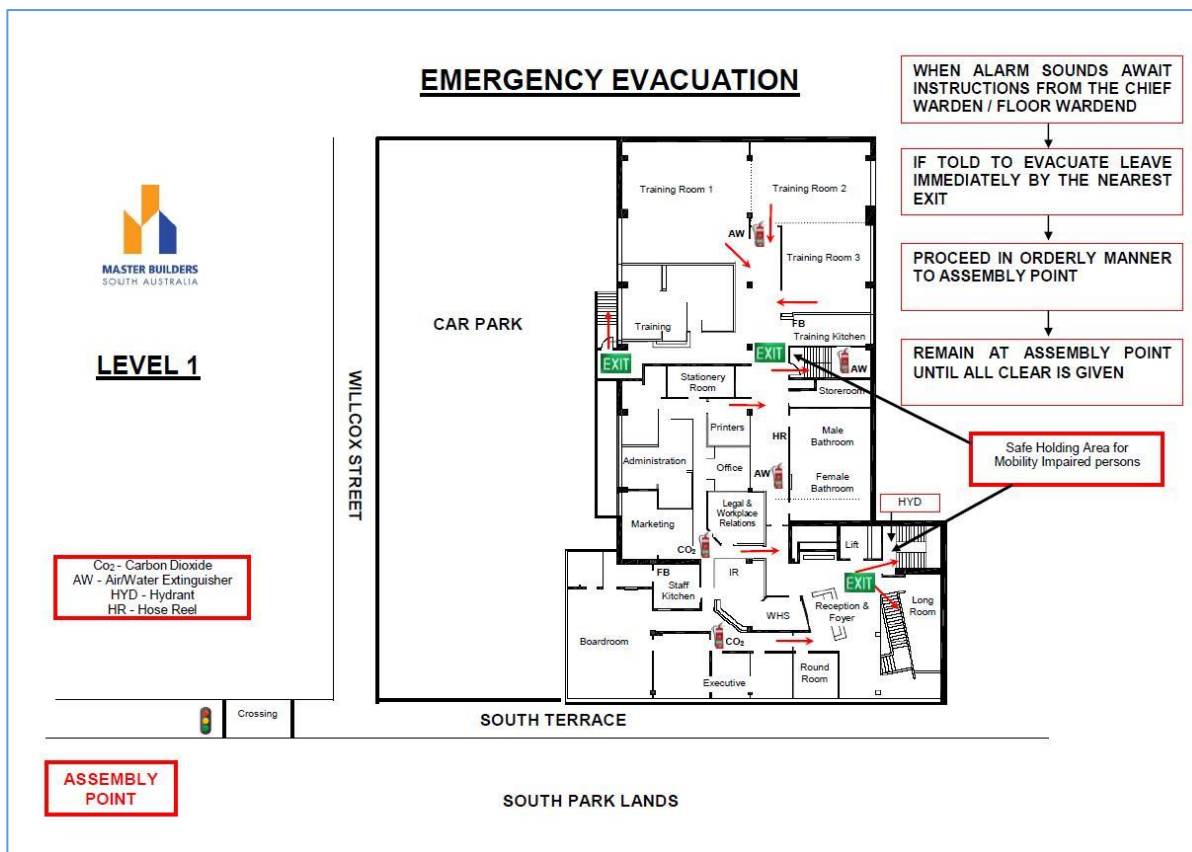 EMERGENCY EVACUATION
WHEN ALARM SOUNDS AWAIT
INSTRUCTIONS FROM THE CHIEF
WARDEN / FLOOR WARDEND
IF TOLD TO EVACUATE LEAVE
IMMEDIATELY BY THE NEAREST
EXIT
PROCEED IN ORDERLY MANNER
TO ASSEMBLY POINT
REMAIN AT ASSEMBLY POINT
UNTIL ALL CLEAR IS GIVEN
MASTER BUILDERS
SOUTH AUSTRALIA
LEVEL 1
WILLCOX STREET
CAR PARK
Training Room 1
Training Room 2
AW
Training Room 3
Training
FB
Training Kitchen
EXIT
EXIT
AW
Stationery
Room
Storeroom
Printers
HR
Male
Bathroom
Administration
Office
AW
Female
Bathroom
Safe Holding Area for
Mobility Impaired persons
Marketing
Legal &
Workplace
Relations
HYD
CO2
Lift
FB
Staff
Kitchen
IR
EXIT
WHS
Reception &
Foyer
Long
Room
Boardroom
CO2
Executive
Round
Room
Co2 - Carbon Dioxide
AW - Air/Water Extinguisher
HYD - Hydrant
HR - Hose Reel
Crossing
SOUTH TERRACE
ASSEMBLY
POINT
SOUTH PARK LANDS